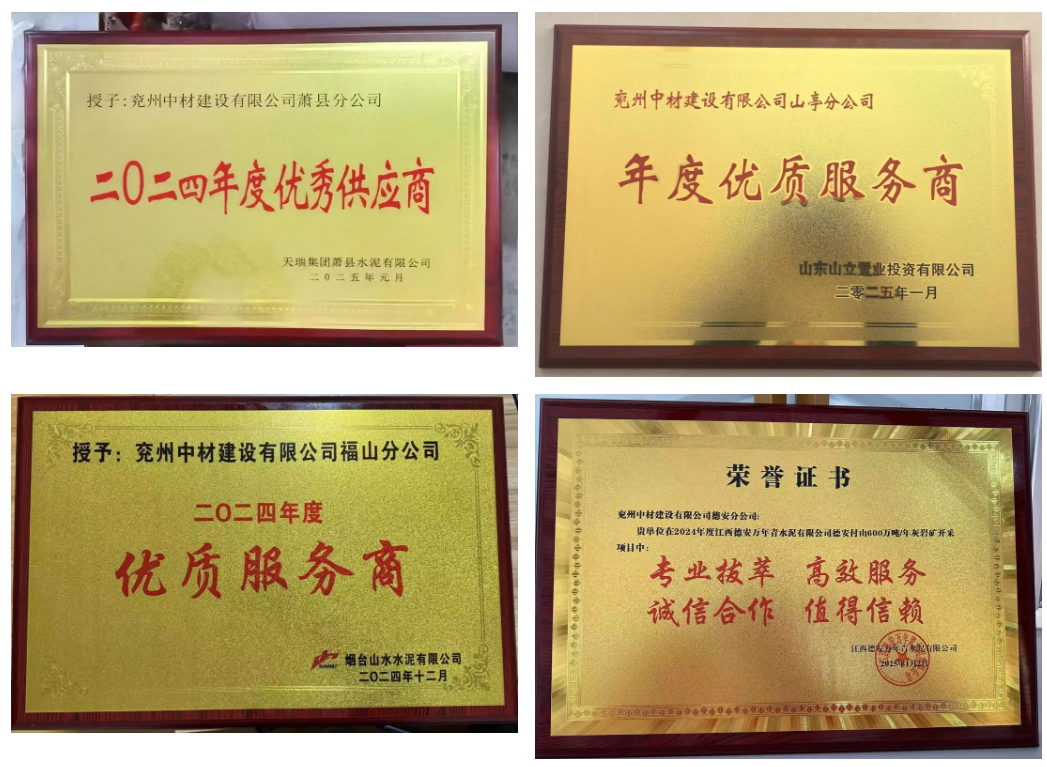 授予:兖州中材建设有限公司萧县分公司
二〇二四年度优秀供应商
天瑞集团萧县水泥有限公司
二〇二五年元月
兖州中材建设有限公司山亭分公司
年度优质服务商
山东山立置业投资有限公司
二零二五年一月
授予：兖州中材建设有限公司福山分公司
二〇二四年度
优质服务商
烟台山水水泥有限公司
二〇二四年十二月
荣誉证书
兖州中材建设有限公司德安分公司:
贵单位在2024年度江西德安万年青水泥有限公司德安付山600万吨/年灰岩矿开采
项目中:
专业拔萃 高效服务
诚信合作 值得信赖
江西德安万年青水泥有限公司